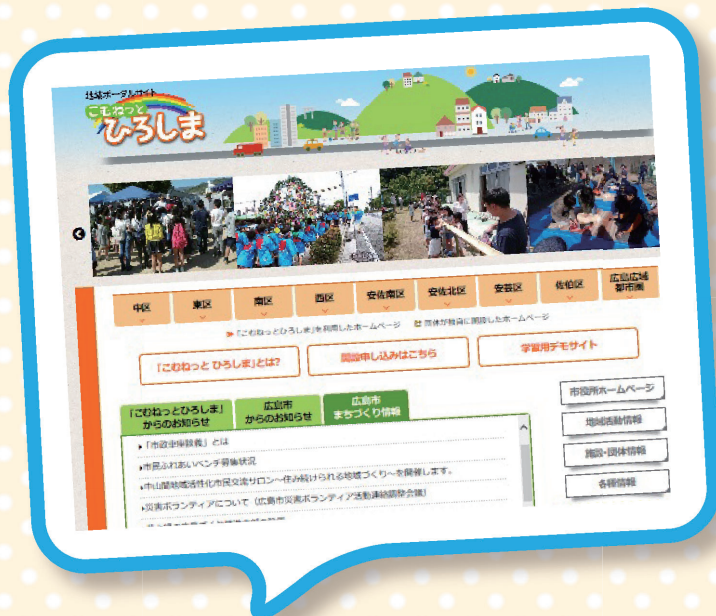 地域ポータルサイト
こむねっと
ひろしま
中区 東区 南区 西区 安佐南区 安佐北区 安芸区 佐伯区 広島広域
都市圏
「こむねっとひろしま」を利用したホームページ 団体が独自に開設したホームページ
「こむねっと ひろしま」とは? 開設申し込みはこちら 学習用デモサイト
「こむねっとひろしま」
からのお知らせ
広島市
からのお知らせ
広島市
まちづくり情報
「市政車座談義」とは
市民ふれあいベンチ募集状況
中山間地域活性化市民交流サロン~住み続けられる地域づくり~を開催します。
災害ボランティアについて(広島市災害ボランティア活動連絡調整会議)
市役所ホームページ
地域活動情報
施設・団体情報
各種情報